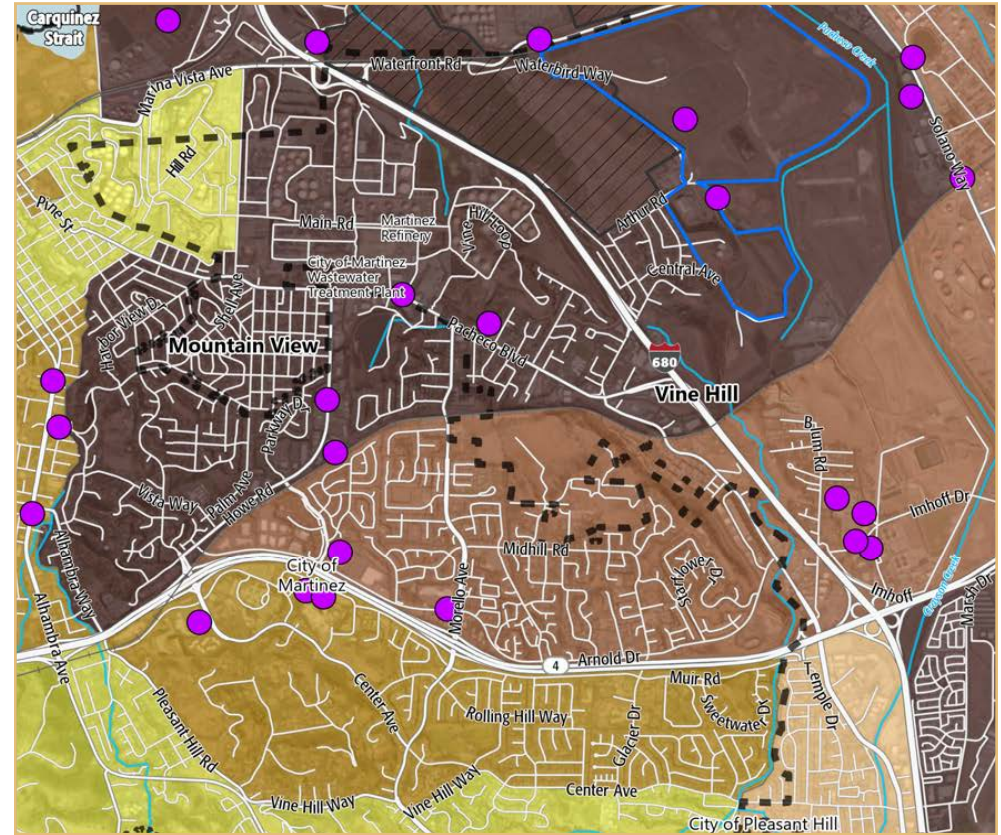 Carquinez
Strait
Marina Vista Ave
Waterfront Rd
Waterbird Way
Pacheco Creek
Solano Way
Hill Rd
Pine St
Main Rd
Martinez
Refinery
Vine
Hill Loop
Arthur Rd
Central Ave
City of Martinez
Wastewater
Treatment Plant
Harbor View D
Shell Ave
Mountain View
Pacheco Blvd
680
Vine Hill
Parkway D
Blum Rd
Vista Way
Palm Ave
Howe Rd
Imhoff Dr
Midhill Rd
Alhambra Way
City of
Martinez
Starflower Dr
Imhoff
Grayson Creek
Marsh Dr
Morello Ave
Alhambra Ave
4
Arnold Dr
Muir Rd
Temple Dr
Pleasant Hill Rd
Center Ave
Rolling Hill Way
Glacier Dr
Sweetwater Dr
Vine Hill Way
Vine Hill Way
Center Ave
City of Pleasant Hill